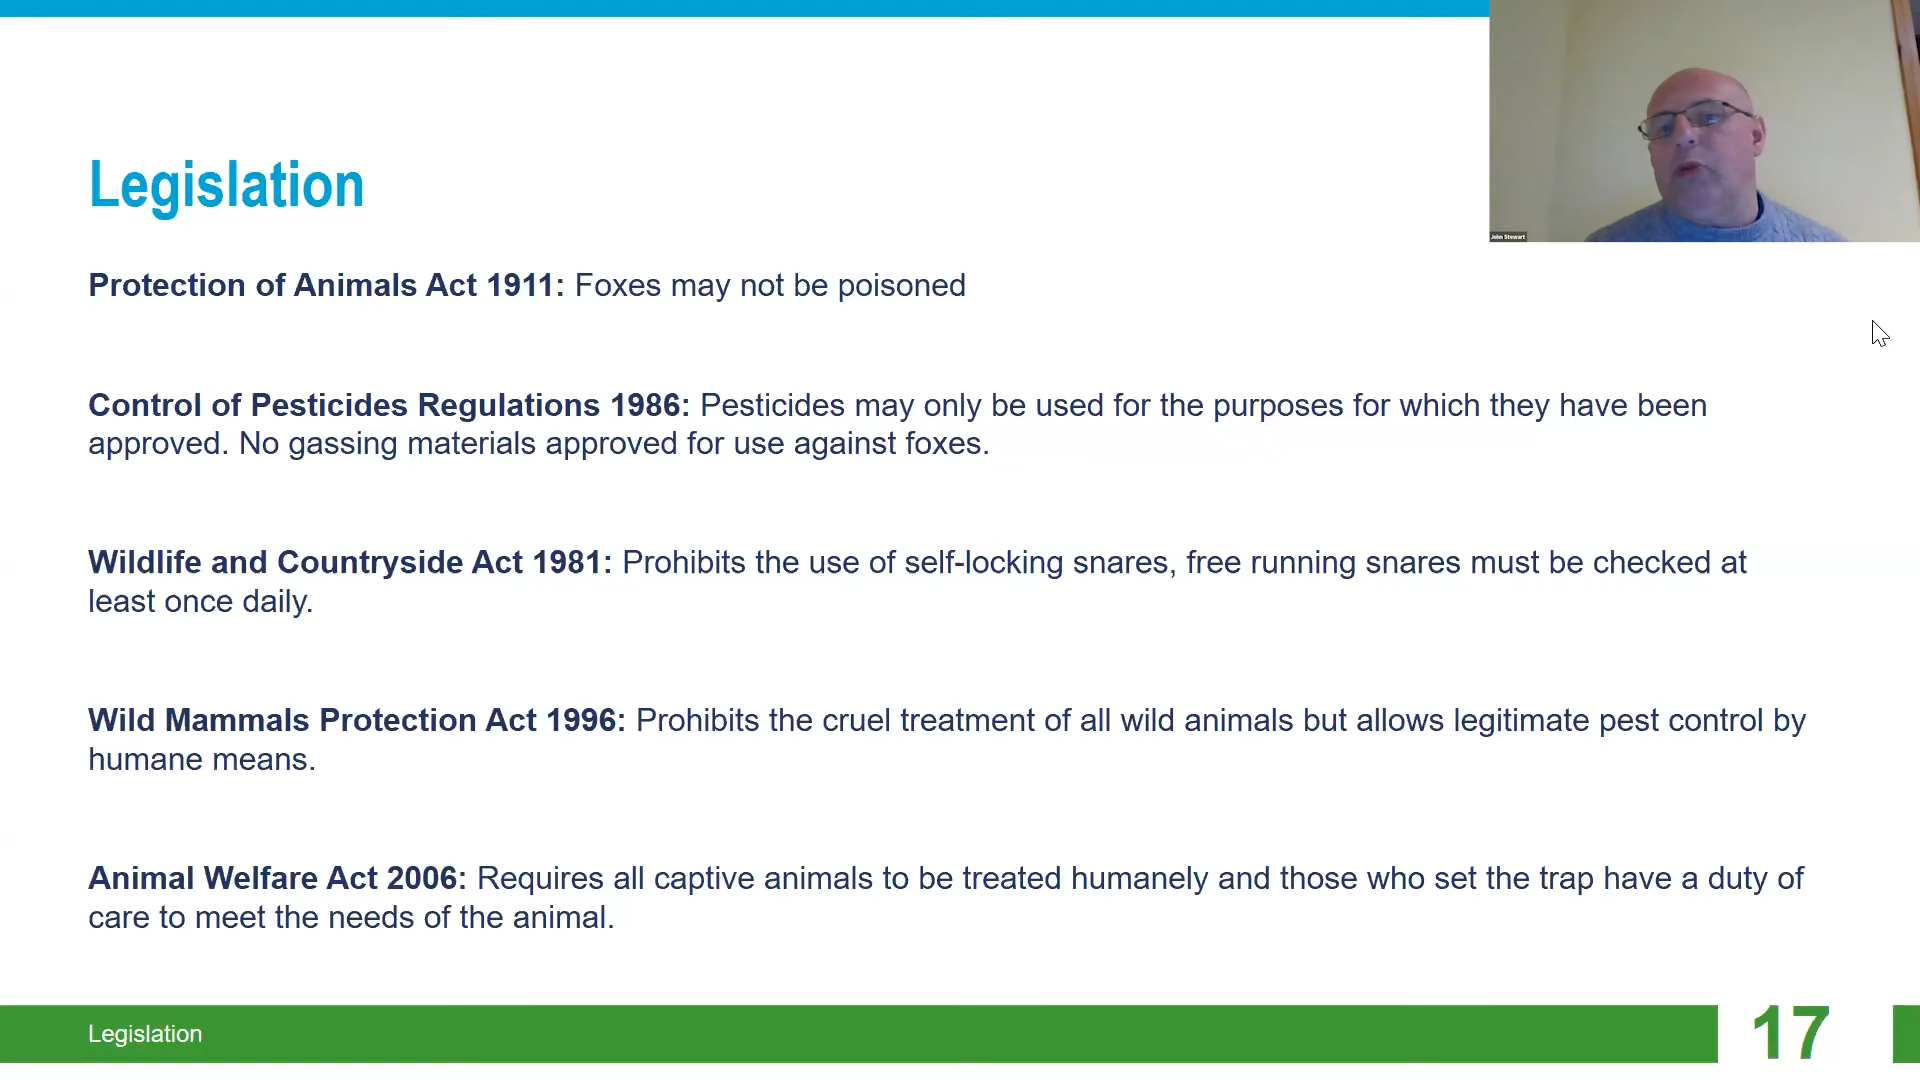 John Stewart
Legislation
Protection of Animals Act 1911: Foxes may not be poisoned
Control of Pesticides Regulations 1986: Pesticides may only be used for the purposes for which they have been
approved. No gassing materials approved for use against foxes.
Wildlife and Countryside Act 1981: Prohibits the use of self-locking snares, free running snares must be checked at
least once daily.
Wild Mammals Protection Act 1996: Prohibits the cruel treatment of all wild animals but allows legitimate pest control by
humane means.
Animal Welfare Act 2006: Requires all captive animals to be treated humanely and those who set the trap have a duty of
care to meet the needs of the animal.
Legislation
17